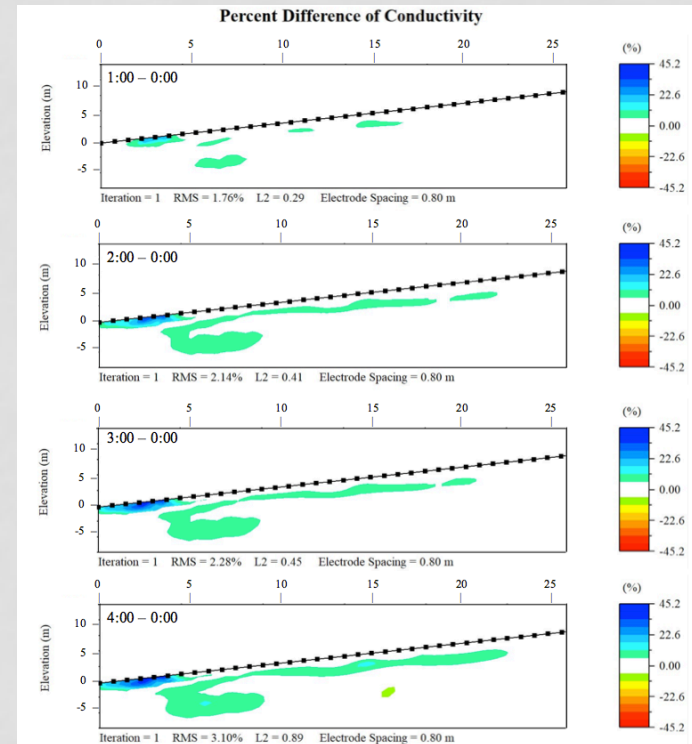 Percent Difference of Conductivity
0 5 10 15 20 25
(%)
1:00 – 0:00
Elevation (m)
10
5
0
-5
45.2
22.6
0.00
-22.6
-45.2
Iteration = 1 RMS = 1.76% L2 = 0.29 Electrode Spacing = 0.80 m
0 5 10 15 20 25
(%)
2:00 – 0:00
Elevation (m)
10
5
0
-5
45.2
22.6
0.00
-22.6
-45.2
Iteration = 1 RMS = 2.14% L2 = 0.41 Electrode Spacing = 0.80 m
0 5 10 15 20 25
(%)
3:00 – 0:00
Elevation (m)
10
5
0
-5
45.2
22.6
0.00
-22.6
-45.2
Iteration = 1 RMS = 2.28% L2 = 0.45 Electrode Spacing = 0.80 m
0 5 10 15 20 25
(%)
4:00 – 0:00
Elevation (m)
10
5
0
-5
45.2
22.6
0.00
-22.6
-45.2
Iteration = 1 RMS = 3.10% L2 = 0.89 Electrode Spacing = 0.80 m